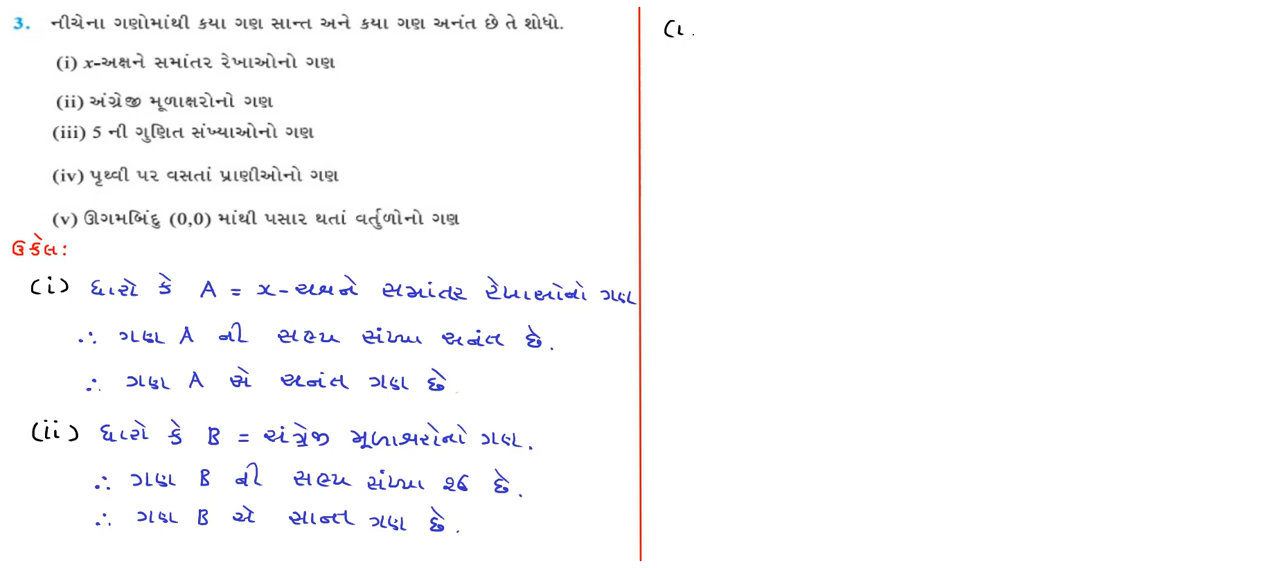 3. નીચેના ગણોમાંથી કયા ગણ સાન્ત અને કયા ગણ અનંત છે તે શોધો.
(i) x-અક્ષને સમાંતર રેખાઓનો ગણ
(ii) અંગ્રેજી મૂળાક્ષરોનો ગણ
(iii) 5 ની ગુણિત સંખ્યાઓનો ગણ
(iv) પૃથ્વી પર વસતાં પ્રાણીઓનો ગણ
(v) ઊગમબિંદુ (0,0) માંથી પસાર થતાં વર્તુળોનો ગણ
ઉકેલ:
(i) ધારો કે A = x-અક્ષને સમાંતર રેખાઓનો ગણ
∴ ગણ A ની સભ્ય સંખ્યા અનંત છે.
∴ ગણ A એ અનંત ગણ છે
(ii) ધારો કે B = અંગ્રેજી મૂળાક્ષરોનો ગણ.
∴ ગણ B ની સભ્ય સંખ્યા ૨૬ છે.
∴ ગણ B એ સાન્ત ગણ છે.
(ι.